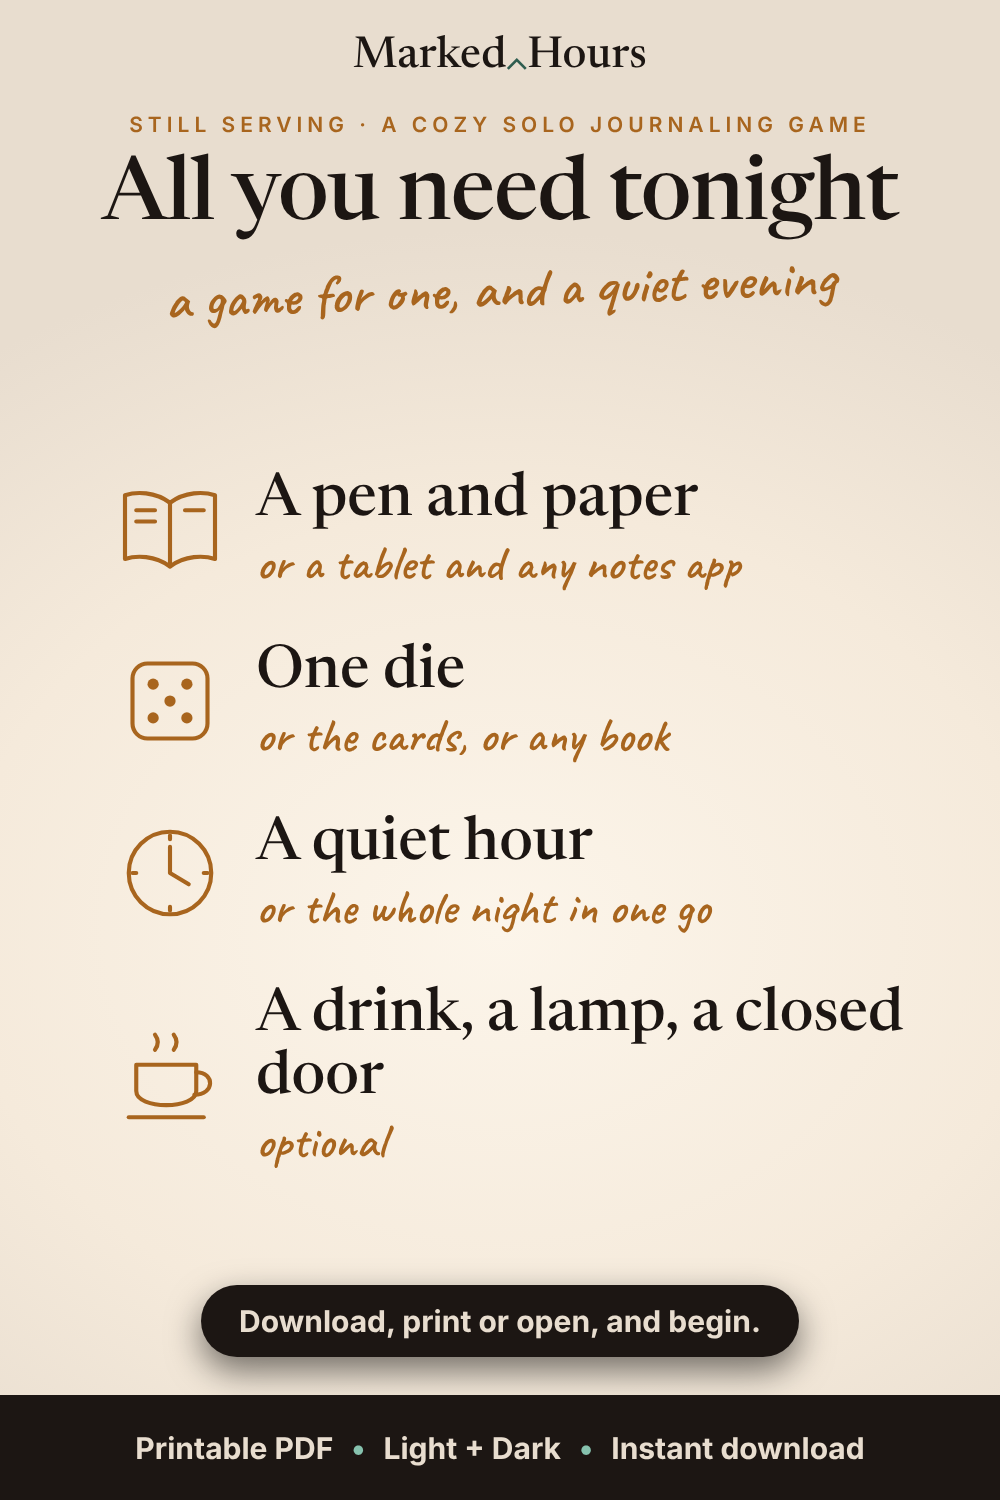 Marked‸Hours
STILL SERVING · A COZY SOLO JOURNALING GAME
All you need tonight
a game for one, and a quiet evening
A pen and paper
or a tablet and any notes app
One die
or the cards, or any book
A quiet hour
or the whole night in one go
A drink, a lamp, a closed
door
optional
Download, print or open, and begin.
Printable PDF • Light + Dark • Instant download